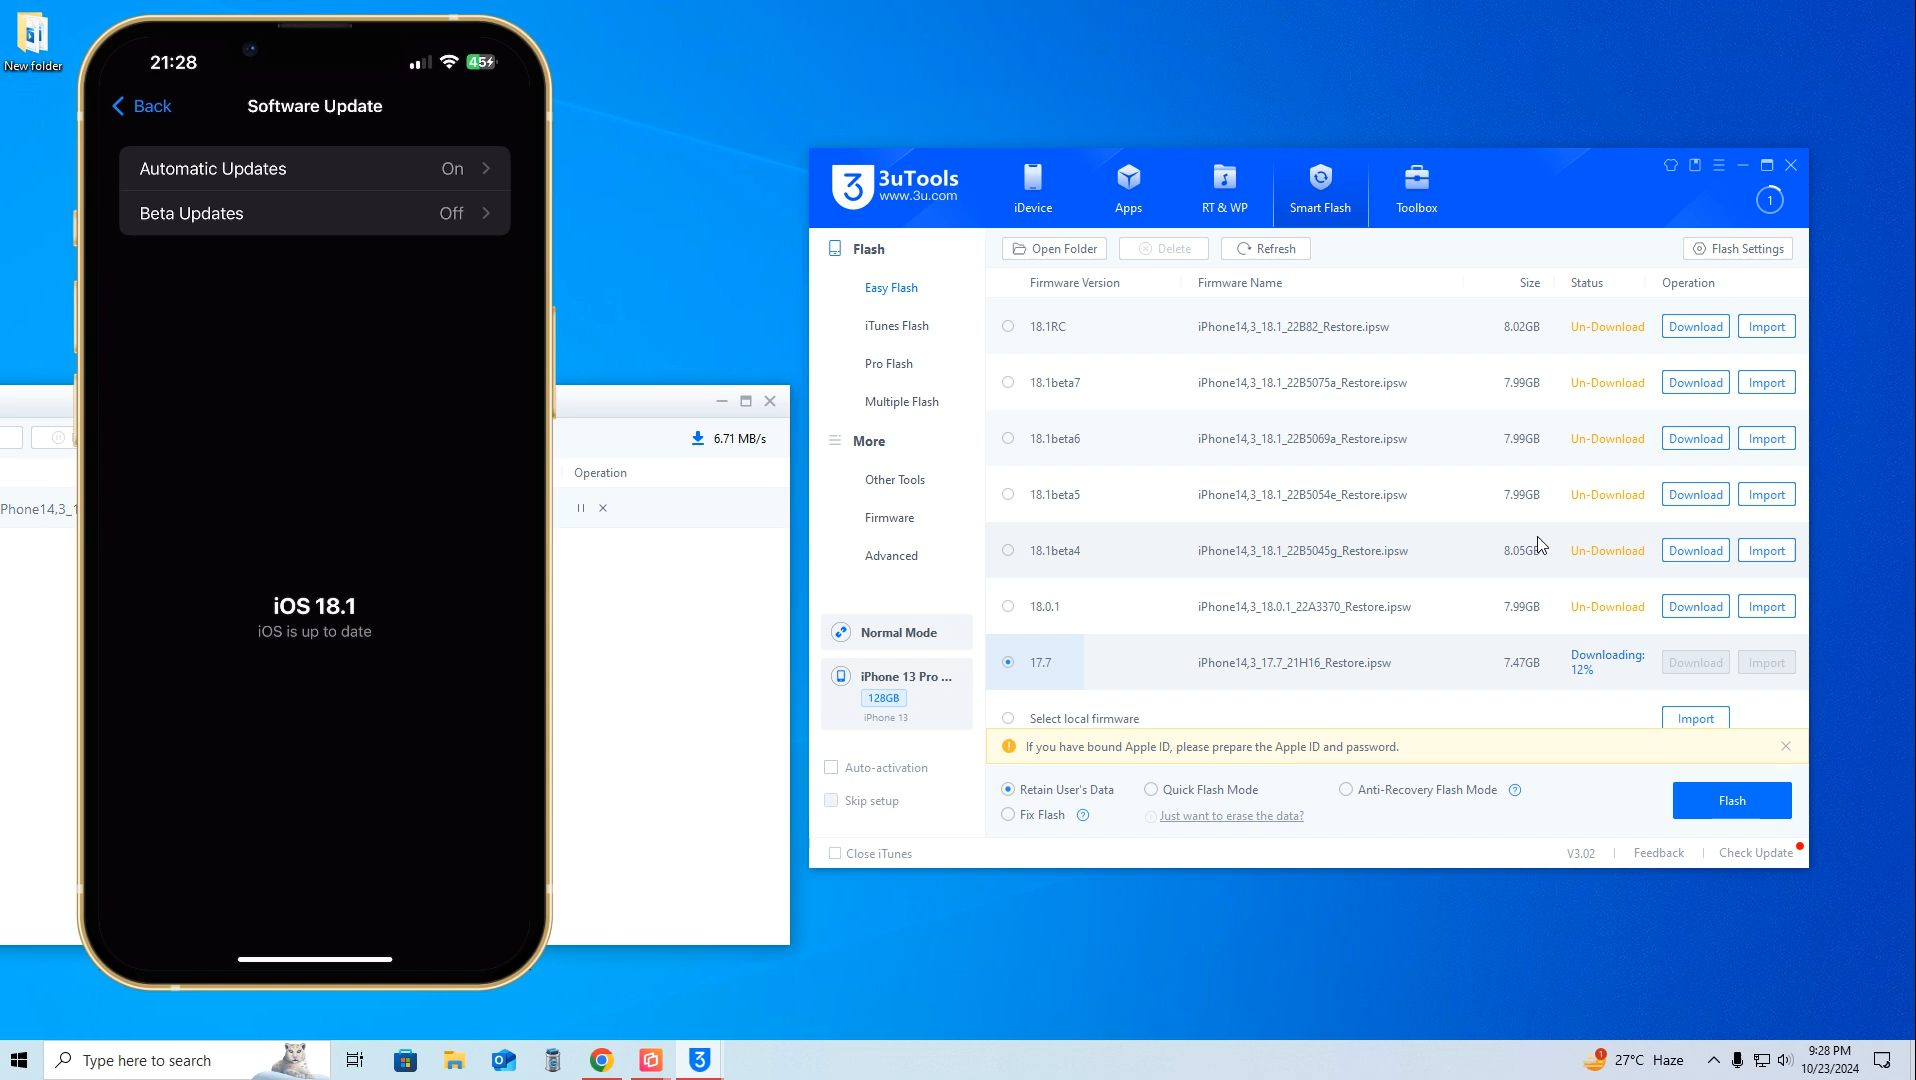 New folder
21:28
45
Back
Software Update
Automatic Updates On
Beta Updates Off
iOS 18.1
iOS is up to date
6.71 MB/s
Operation
Phone14,3_1
3uTools
www.3u.com
iDevice
Apps
RT & WP
Smart Flash
Toolbox
1
Flash
Easy Flash
iTunes Flash
Pro Flash
Multiple Flash
More
Other Tools
Firmware
Advanced
Normal Mode
iPhone 13 Pro ...
128GB
iPhone 13
Auto-activation
Skip setup
Close iTunes
Open Folder Delete Refresh Flash Settings
Firmware Version Firmware Name Size Status Operation
18.1RC iPhone14,3_18.1_22B82_Restore.ipsw 8.02GB Un-Download Download Import
18.1beta7 iPhone14,3_18.1_22B5075a_Restore.ipsw 7.99GB Un-Download Download Import
18.1beta6 iPhone14,3_18.1_22B5069a_Restore.ipsw 7.99GB Un-Download Download Import
18.1beta5 iPhone14,3_18.1_22B5054e_Restore.ipsw 7.99GB Un-Download Download Import
18.1beta4 iPhone14,3_18.1_22B5045g_Restore.ipsw 8.05GB Un-Download Download Import
18.0.1 iPhone14,3_18.0.1_22A3370_Restore.ipsw 7.99GB Un-Download Download Import
17.7 iPhone14,3_17.7_21H16_Restore.ipsw 7.47GB Downloading: 12% Download Import
Select local firmware Import
If you have bound Apple ID, please prepare the Apple ID and password.
Retain User's Data Quick Flash Mode Anti-Recovery Flash Mode
Fix Flash Just want to erase the data?
Flash
V3.02 Feedback Check Update
Type here to search
3
1
27°C Haze
9:28 PM
10/23/2024